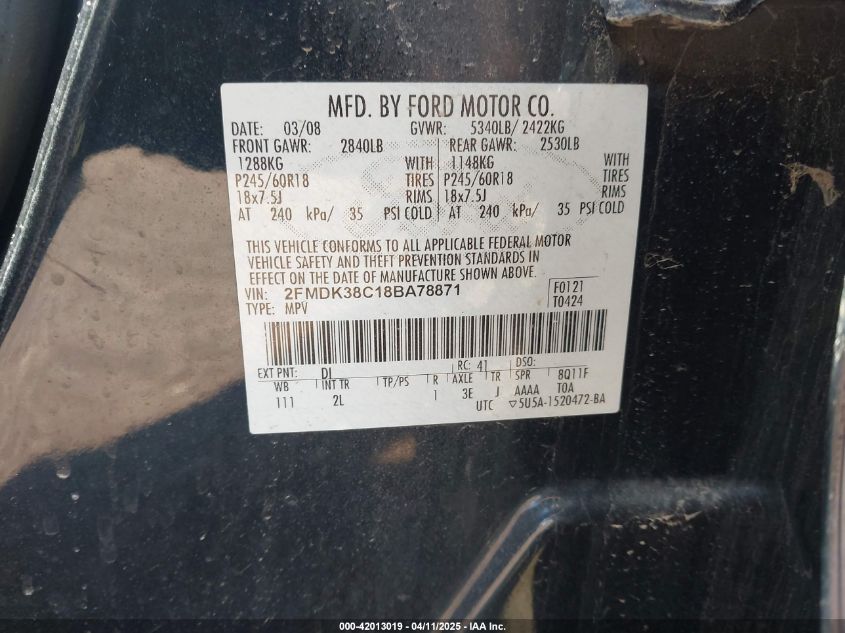 MFD. BY FORD MOTOR CO.
DATE: 03/08 GVWR: 5340LB/ 2422KG
FRONT GAWR: 2840LB REAR GAWR: 2530LB
1288KG WITH 1148KG WITH
P245/60R18 TIRES P245/60R18 TIRES
18x7.5J RIMS 18x7.5J RIMS
AT 240 kPa/ 35 PSI COLD AT 240 kPa/ 35 PSI COLD
THIS VEHICLE CONFORMS TO ALL APPLICABLE FEDERAL MOTOR
VEHICLE SAFETY AND THEFT PREVENTION STANDARDS IN
EFFECT ON THE DATE OF MANUFACTURE SHOWN ABOVE.
VIN: 2FMDK38C18BA78871 F0121
TYPE: MPV T0424
EXT PNT: DI RC: 41 DSO:
WB INT TR TP/PS R AXLE TR SPR 8Q11F
111 2L 1 3E J AAAA TOA
UTC ▽5U5A-1520472-BA
000-42013019 - 04/11/2025 - IAA Inc.